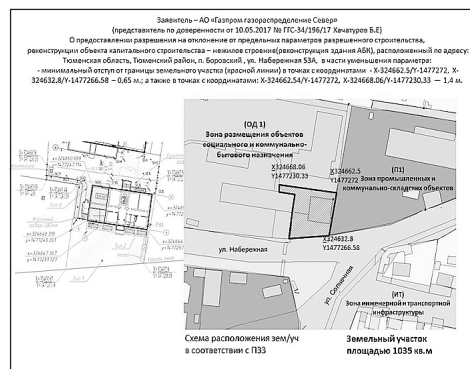 Заявитель – АО «Газпром газораспределение Север»
(представитель по доверенности от 10.05.2017 № ГГС-34/196/17 Хачатуров Б.Е)
О предоставлении разрешения на отклонение от предельных параметров разрешенного строительства,
реконструкции объекта капитального строительства – нежилое строение(реконструкция здания АБК), расположенный по адресу:
Тюменская область, Тюменский район, п. Боровский , ул. Набережная 53А, в части уменьшения параметра:
- минимальный отступ от границы земельного участка (красной линии) в точках с координатами - X-324662.5/Y-1477272, X-
324632.8/Y-1477266.58 – 0,65 м.; а также в точках с координатами: X-324662.54/Y-1477272, X-324668.06/Y-1477230.33 — 1,4 м.
(ОД 1)
Зона размещения объектов
социального и коммунально-
бытового назначения
X324668.06
Y1477230.33
X324662.5
Y1477272
(П1)
Зона промышленных и
коммунально-складских объектов
X324632.8
Y1477266.58
ул. Набережная
ул. Солнечная
(ИТ)
Зона инженерной и транспортной
инфраструктуры
Схема расположения зем/уч
в соответствии с ПЗЗ
Земельный участок
площадью 1035 кв.м